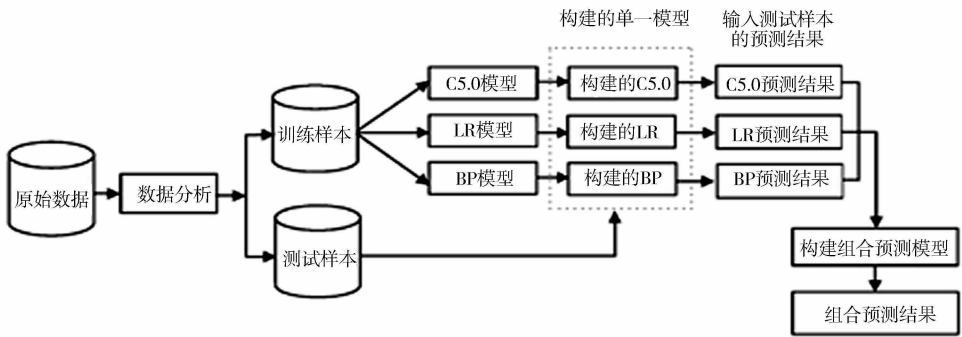 构建的单一模型
输入测试样本
的预测结果
C5.0模型
构建的C5.0
C5.0预测结果
训练样本
LR模型
构建的LR
LR预测结果
BP模型
构建的BP
BP预测结果
原始数据
数据分析
测试样本
构建组合预测模型
组合预测结果